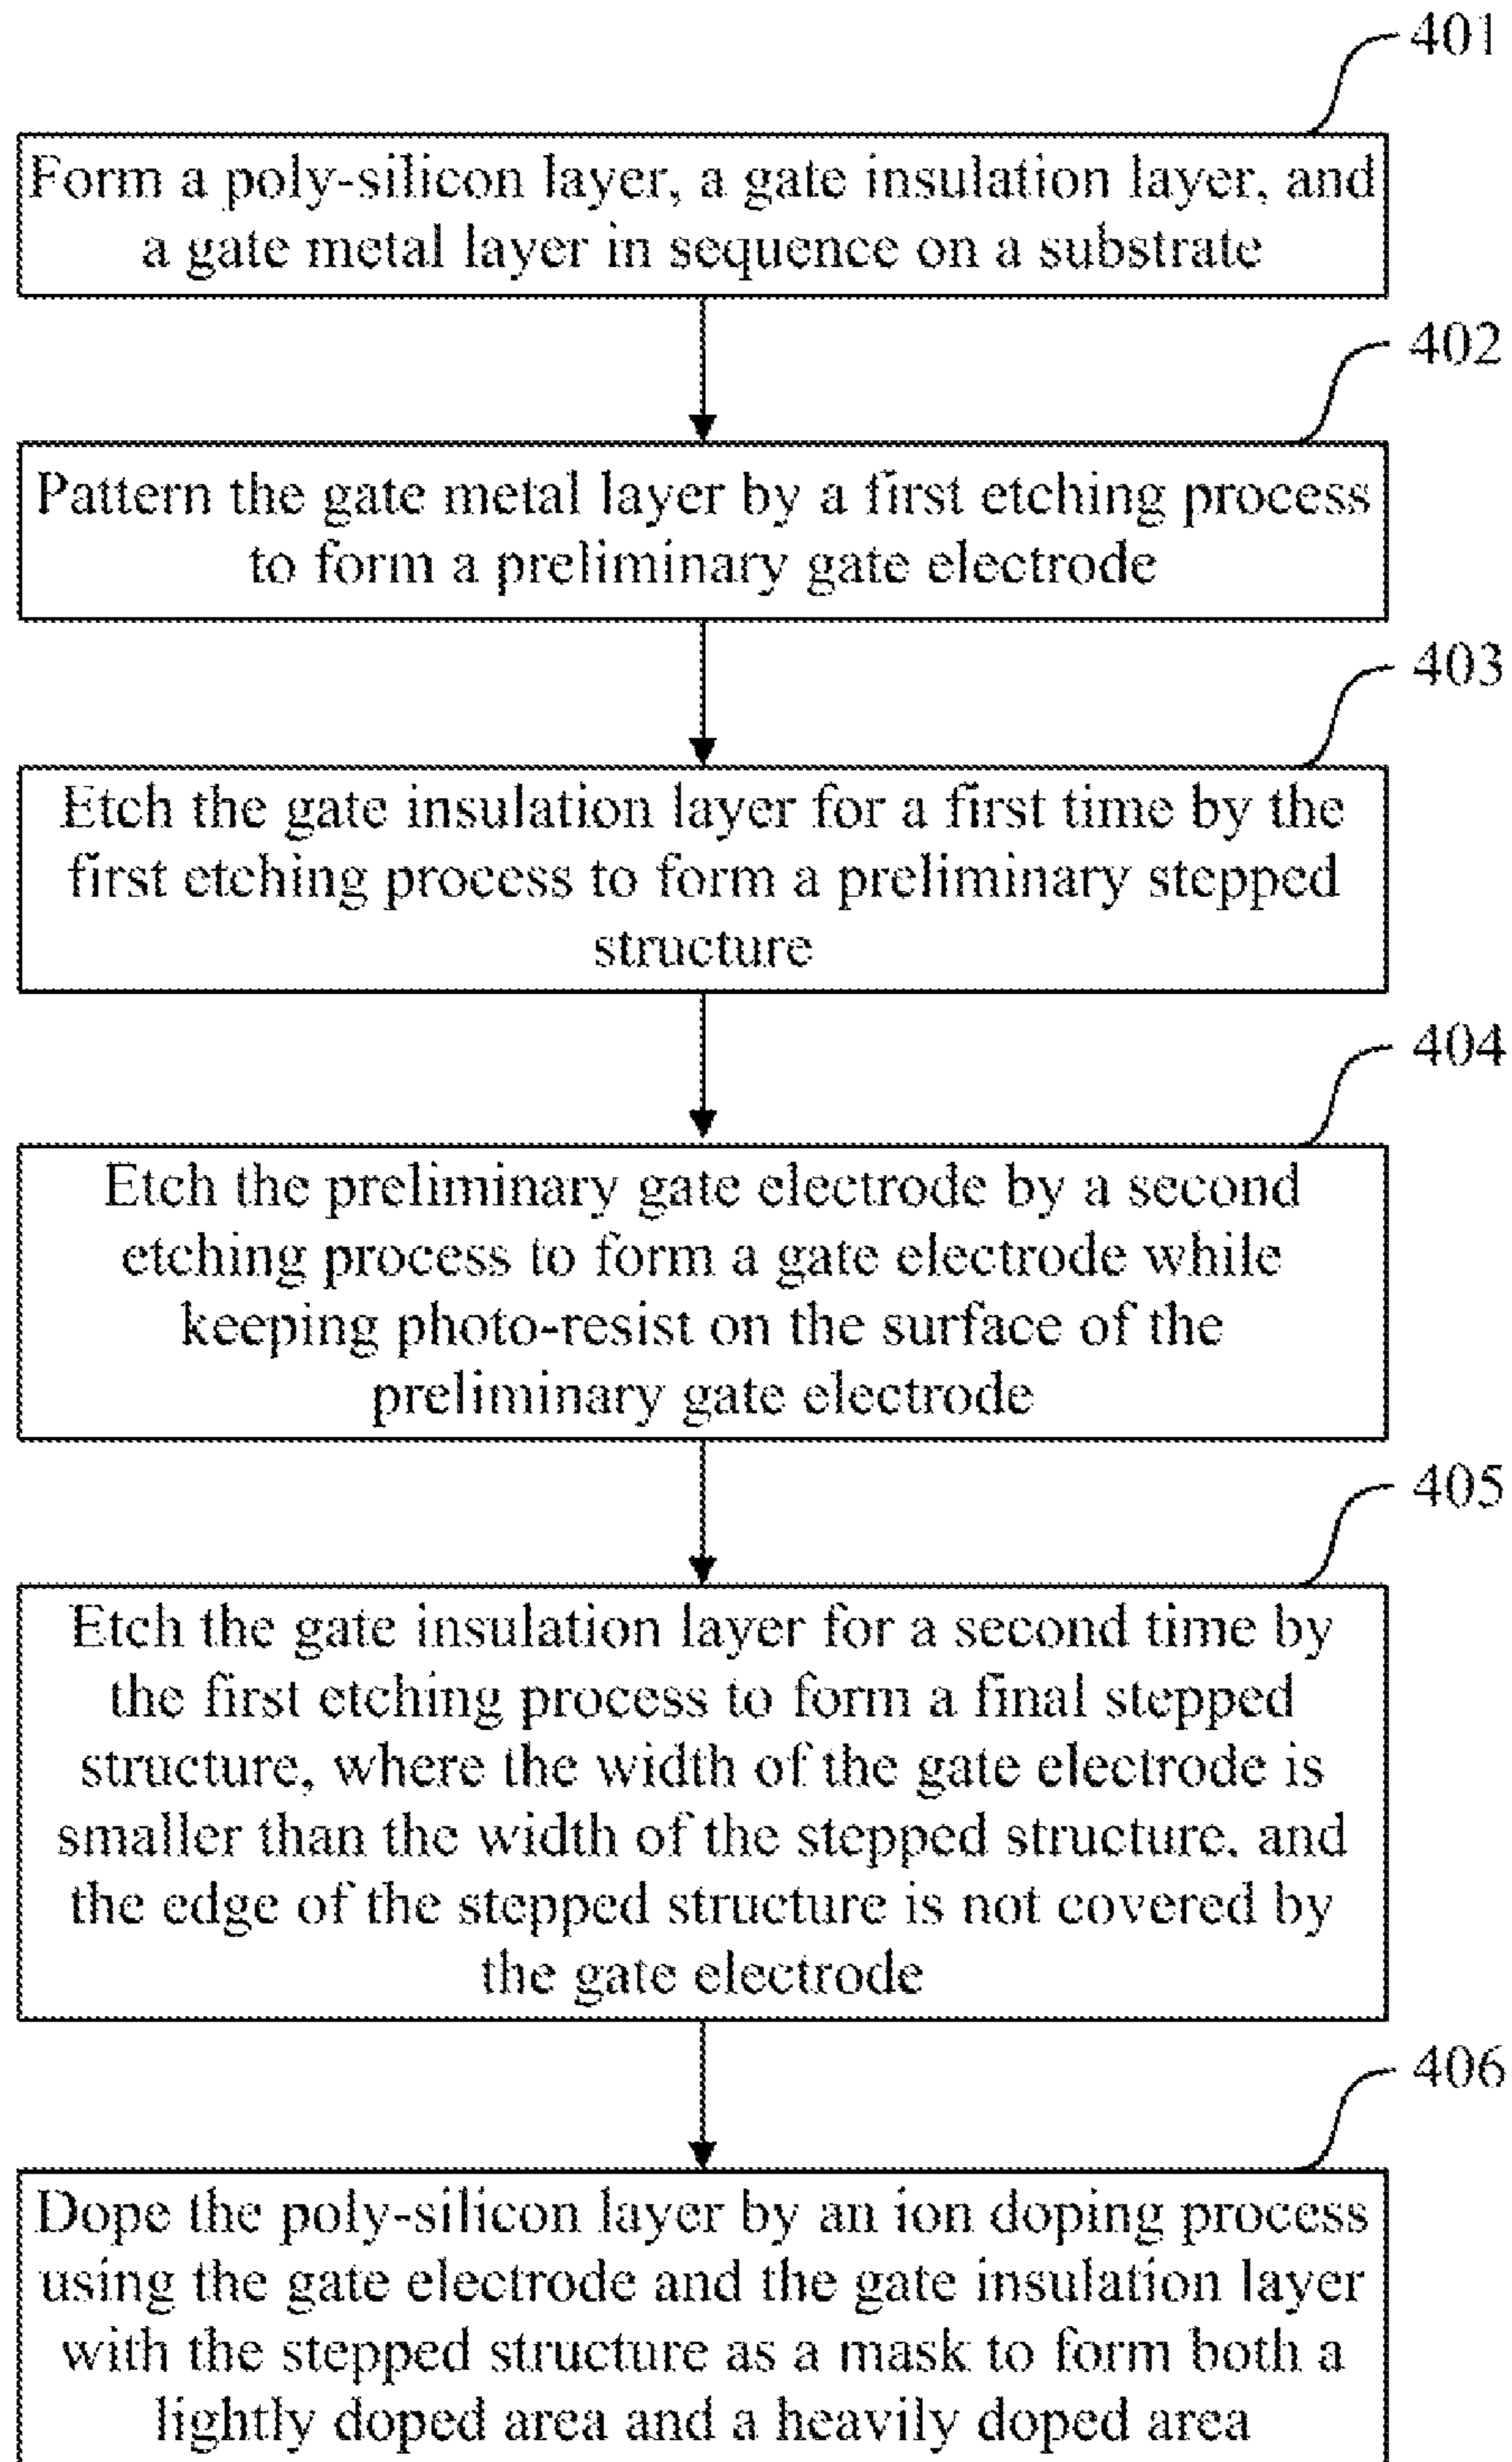 401
Form a poly-silicon layer, a gate insulation layer, and
a gate metal layer in sequence on a substrate
402
Pattern the gate metal layer by a first etching process
to form a preliminary gate electrode
403
Etch the gate insulation layer for a first time by the
first etching process to form a preliminary stepped
structure
404
Etch the preliminary gate electrode by a second
etching process to form a gate electrode while
keeping photo-resist on the surface of the
preliminary gate electrode
405
Etch the gate insulation layer for a second time by
the first etching process to form a final stepped
structure, where the width of the gate electrode is
smaller than the width of the stepped structure, and
the edge of the stepped structure is not covered by
the gate electrode
406
Dope the poly-silicon layer by an ion doping process
using the gate electrode and the gate insulation layer
with the stepped structure as a mask to form both a
lightly doped area and a heavily doped area